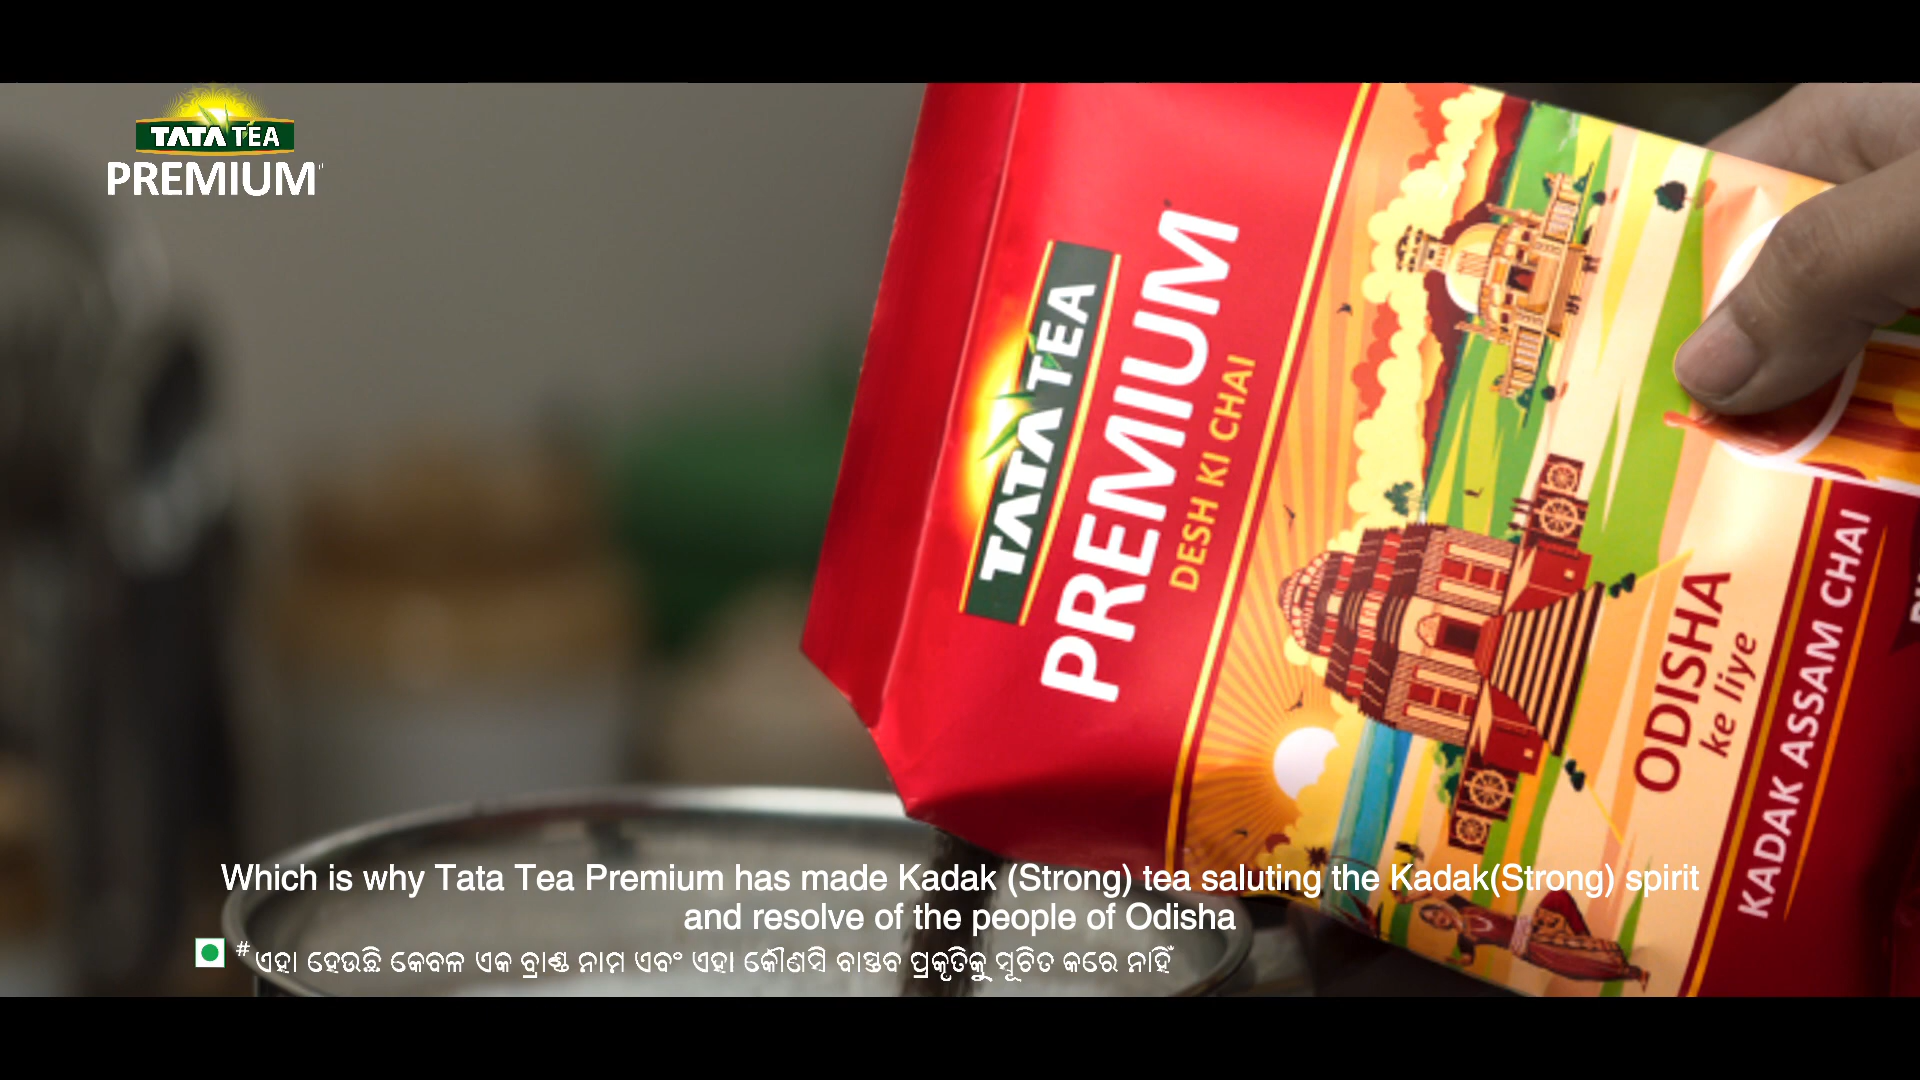 TATA TEA
PREMIUM
TATA TEA
PREMIUM
DESH KI CHAI
ODISHA
ke liye
KADAK ASSAM CHAI
Which is why Tata Tea Premium has made Kadak (Strong) tea saluting the Kadak(Strong) spirit
and resolve of the people of Odisha
#ଏହା ହେଉଛି କେବଳ ଏକ ବ୍ରାଣ୍ଡ ନାମ ଏବଂ ଏହା କୌଣସି ବାସ୍ତବ ପ୍ରକୃତିକୁ ସୂଚିତ କରେ ନାହିଁ